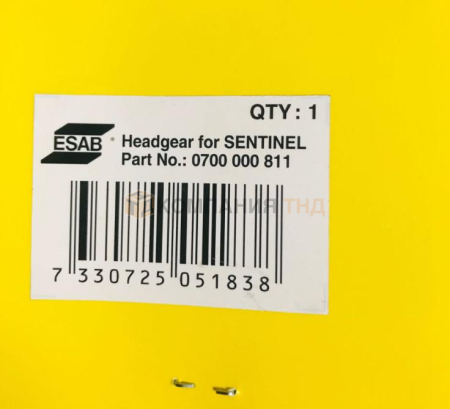 QTY: 1
ESAB
Headgear for SENTINEL
Part No.: 0700 000 811
КОМПАНИЯ ТНД
7 330725 051838